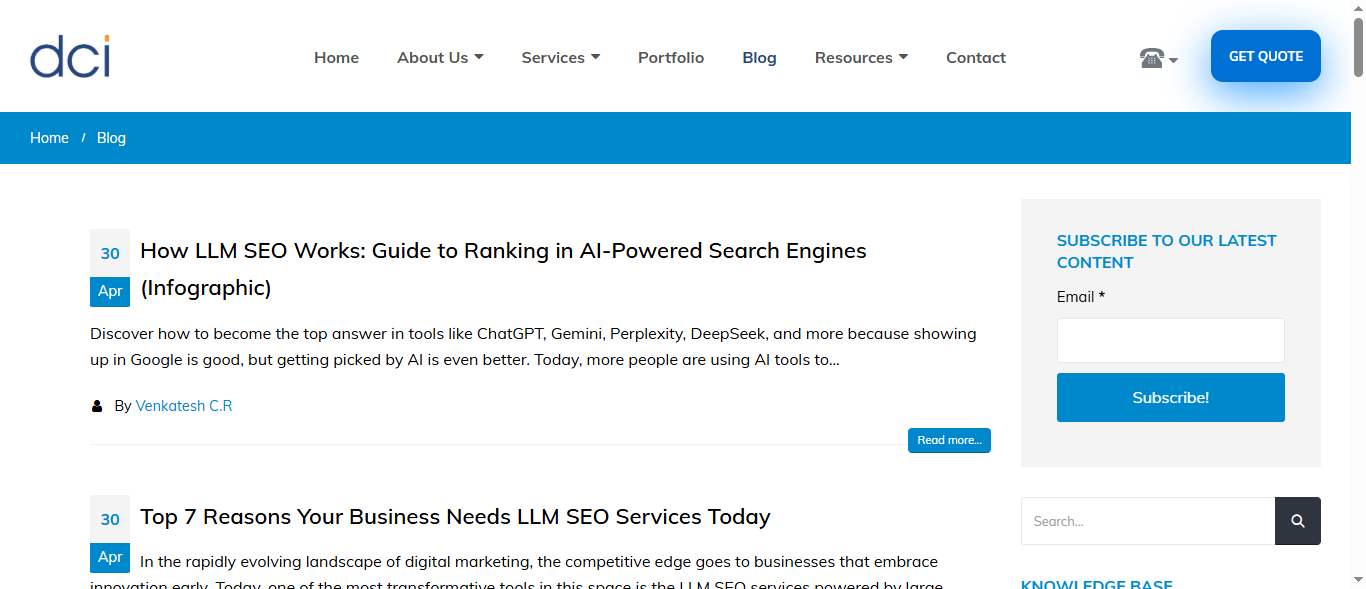 dci
Home
About Us
Services
Portfolio
Blog
Resources
Contact
GET QUOTE
Home / Blog
30
Apr
How LLM SEO Works: Guide to Ranking in AI-Powered Search Engines
(Infographic)
Discover how to become the top answer in tools like ChatGPT, Gemini, Perplexity, DeepSeek, and more because showing
up in Google is good, but getting picked by AI is even better. Today, more people are using AI tools to...
By Venkatesh C.R
Read more...
30
Apr
Top 7 Reasons Your Business Needs LLM SEO Services Today
In the rapidly evolving landscape of digital marketing, the competitive edge goes to businesses that embrace
innovation early. Today, one of the most transformative tools in this space is the LLM SEO services powered by large
SUBSCRIBE TO OUR LATEST
CONTENT
Email *
Subscribe!
Search...
KNOWLEDGE BASE